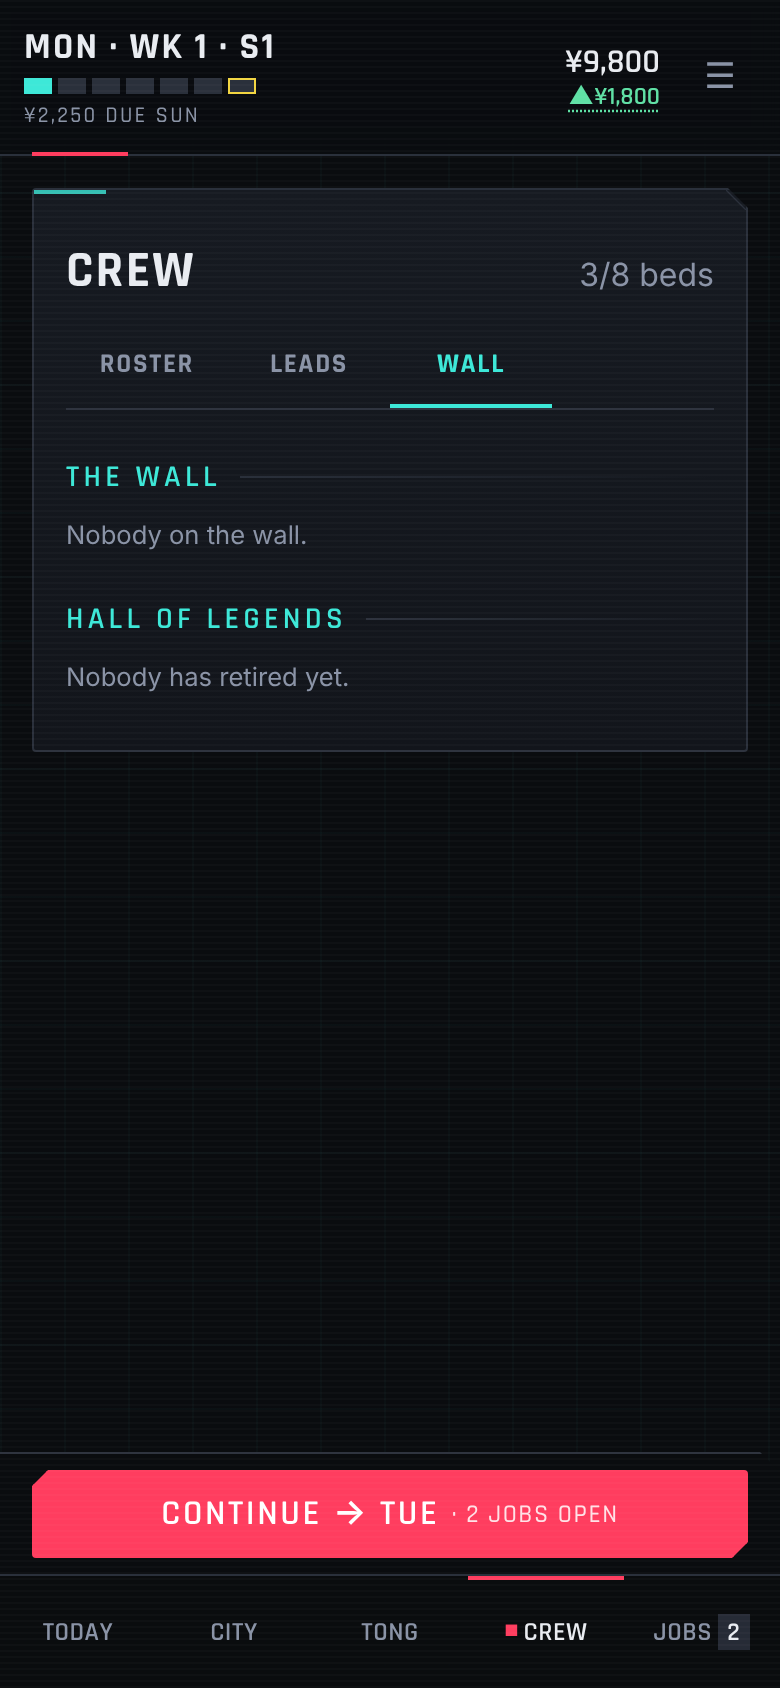 MON · WK 1 · S1
¥2,250 DUE SUN
¥9,800
▲¥1,800
CREW
3/8 beds
ROSTER LEADS WALL
THE WALL
Nobody on the wall.
HALL OF LEGENDS
Nobody has retired yet.
CONTINUE → TUE · 2 JOBS OPEN
TODAY CITY TONG CREW JOBS 2